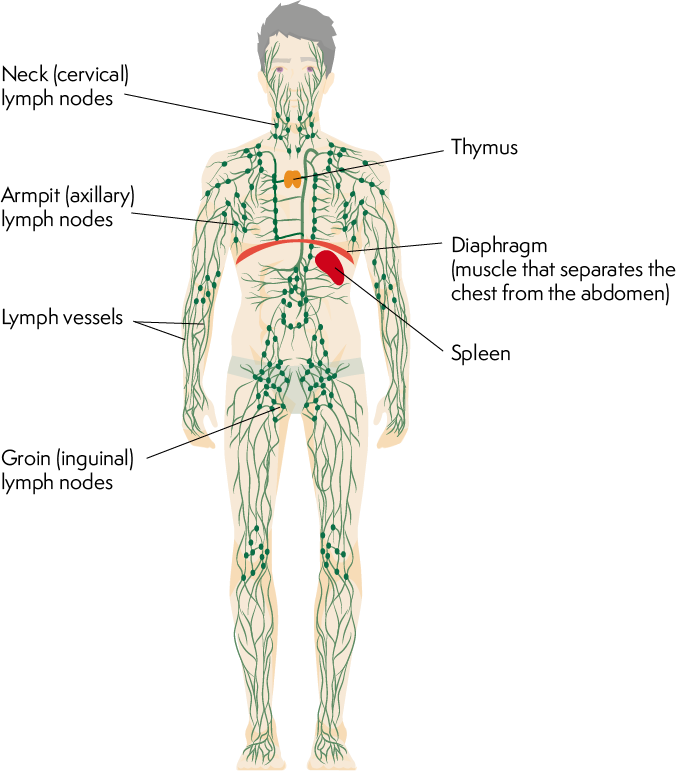 Neck (cervical)
lymph nodes
Thymus
Armpit (axillary)
lymph nodes
Diaphragm
(muscle that separates the
chest from the abdomen)
Lymph vessels
Spleen
Groin (inguinal)
lymph nodes